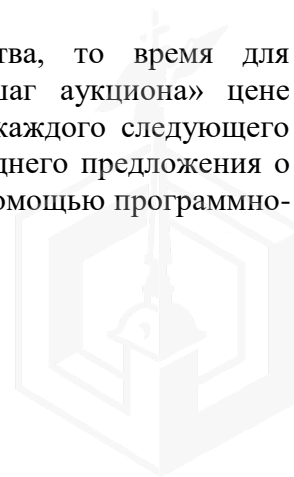 тва, то время для
шаг аукциона» цене
каждого следующего
днего предложения о
омощью программно-